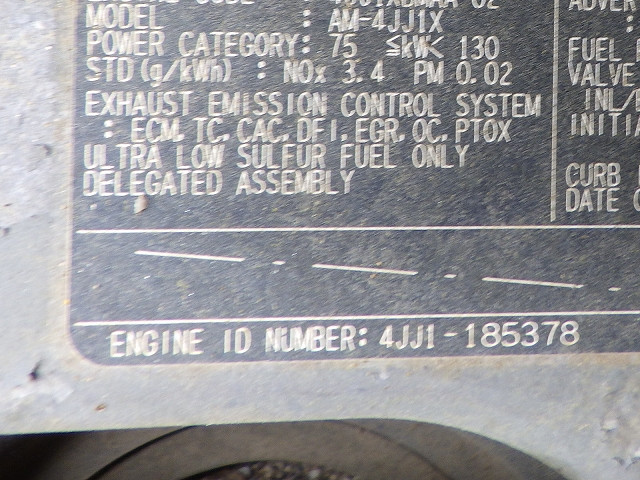 MODEL : AM-4JJ1X
POWER CATEGORY: 75 ≤kW< 130
STD(g/kWh) : NOx 3.4 PM 0.02
EXHAUST EMISSION CONTROL SYSTEM
: ECM, TC, CAC, DFI, EGR, OC, PTOX
ULTRA LOW SULFUR FUEL ONLY
DELEGATED ASSEMBLY
FUEL
VALVE
INL/
INITIA
CURB
DATE
ENGINE ID NUMBER: 4JJ1-185378